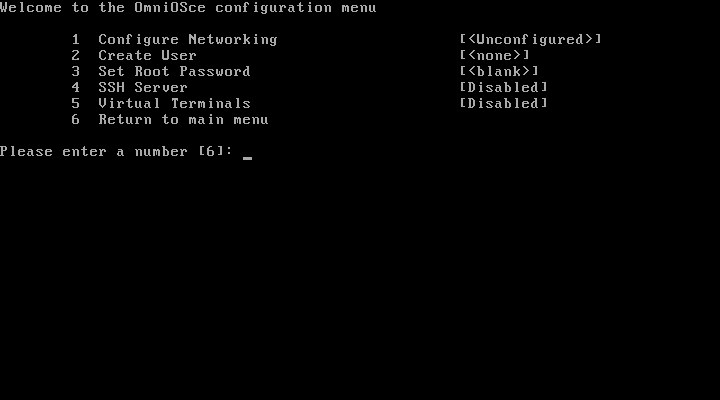 Welcome to the OmniOSce configuration menu
1 Configure Networking [<Unconfigured>]
2 Create User [<none>]
3 Set Root Password [<blank>]
4 SSH Server [Disabled]
5 Virtual Terminals [Disabled]
6 Return to main menu
Please enter a number [6]: _